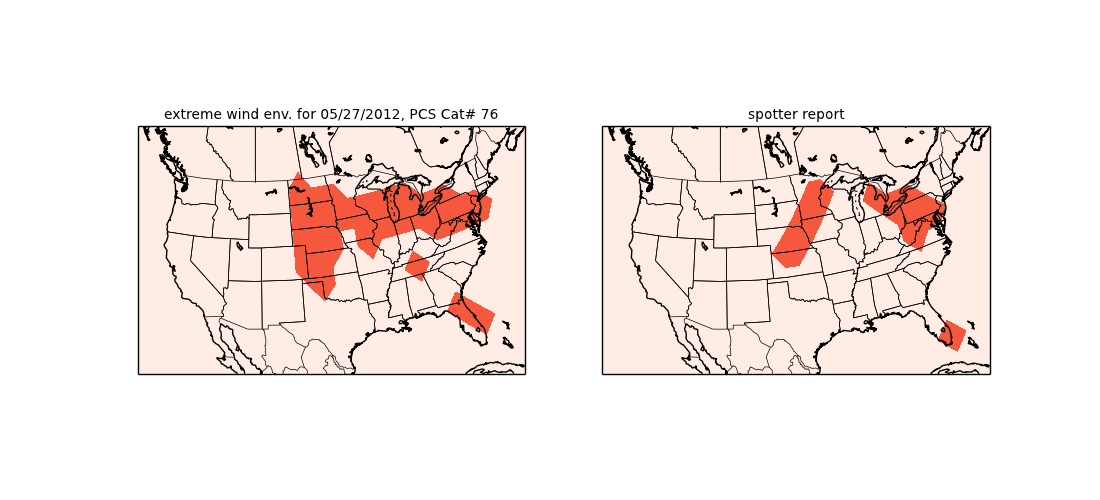 extreme wind env. for 05/27/2012, PCS Cat# 76
spotter report